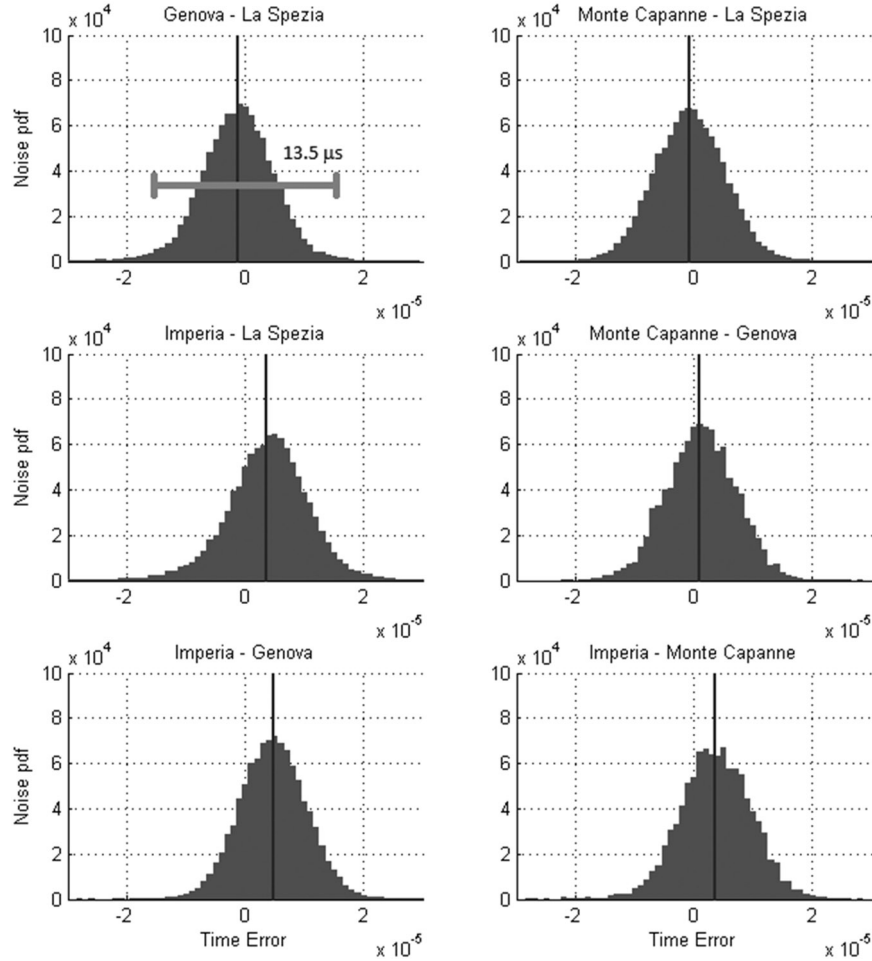 Genova - La Spezia
x 10^4
10
8
6
4
2
0
Noise pdf
13.5 µs
-2 0 2
x 10^-5
Monte Capanne - La Spezia
x 10^4
10
8
6
4
2
0
-2 0 2
x 10^-5
Imperia - La Spezia
x 10^4
10
8
6
4
2
0
Noise pdf
-2 0 2
x 10^-5
Monte Capanne - Genova
x 10^4
10
8
6
4
2
0
-2 0 2
x 10^-5
Imperia - Genova
x 10^4
10
8
6
4
2
0
Noise pdf
-2 0 2
Time Error
x 10^-5
Imperia - Monte Capanne
x 10^4
10
8
6
4
2
0
-2 0 2
Time Error
x 10^-5